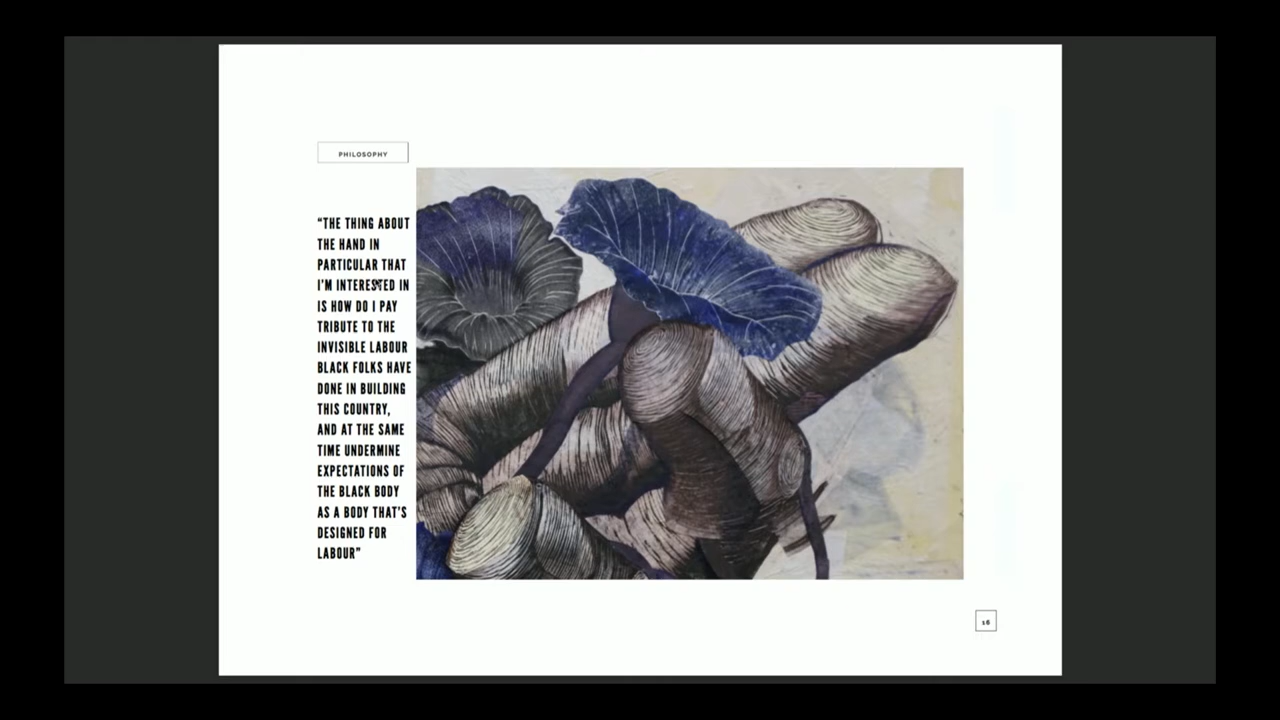 PHILOSOPHY
“THE THING ABOUT
THE HAND IN
PARTICULAR THAT
I’M INTERESTED IN
IS HOW DO I PAY
TRIBUTE TO THE
INVISIBLE LABOUR
BLACK FOLKS HAVE
DONE IN BUILDING
THIS COUNTRY,
AND AT THE SAME
TIME UNDERMINE
EXPECTATIONS OF
THE BLACK BODY
AS A BODY THAT’S
DESIGNED FOR
LABOUR”
16